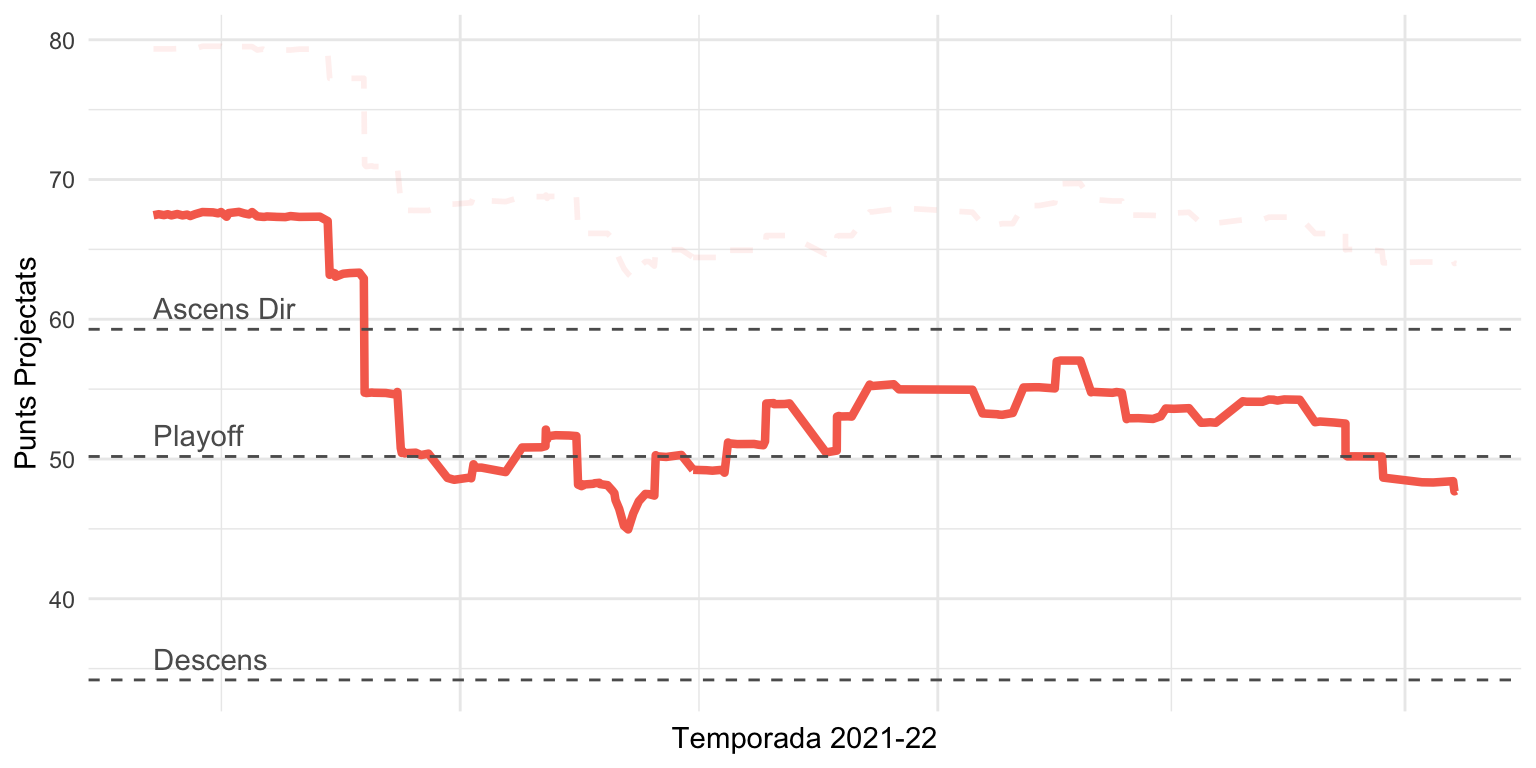 80
70
60
50
40
Punts Projectats
Ascens Dir
Playoff
Descens
Temporada 2021-22